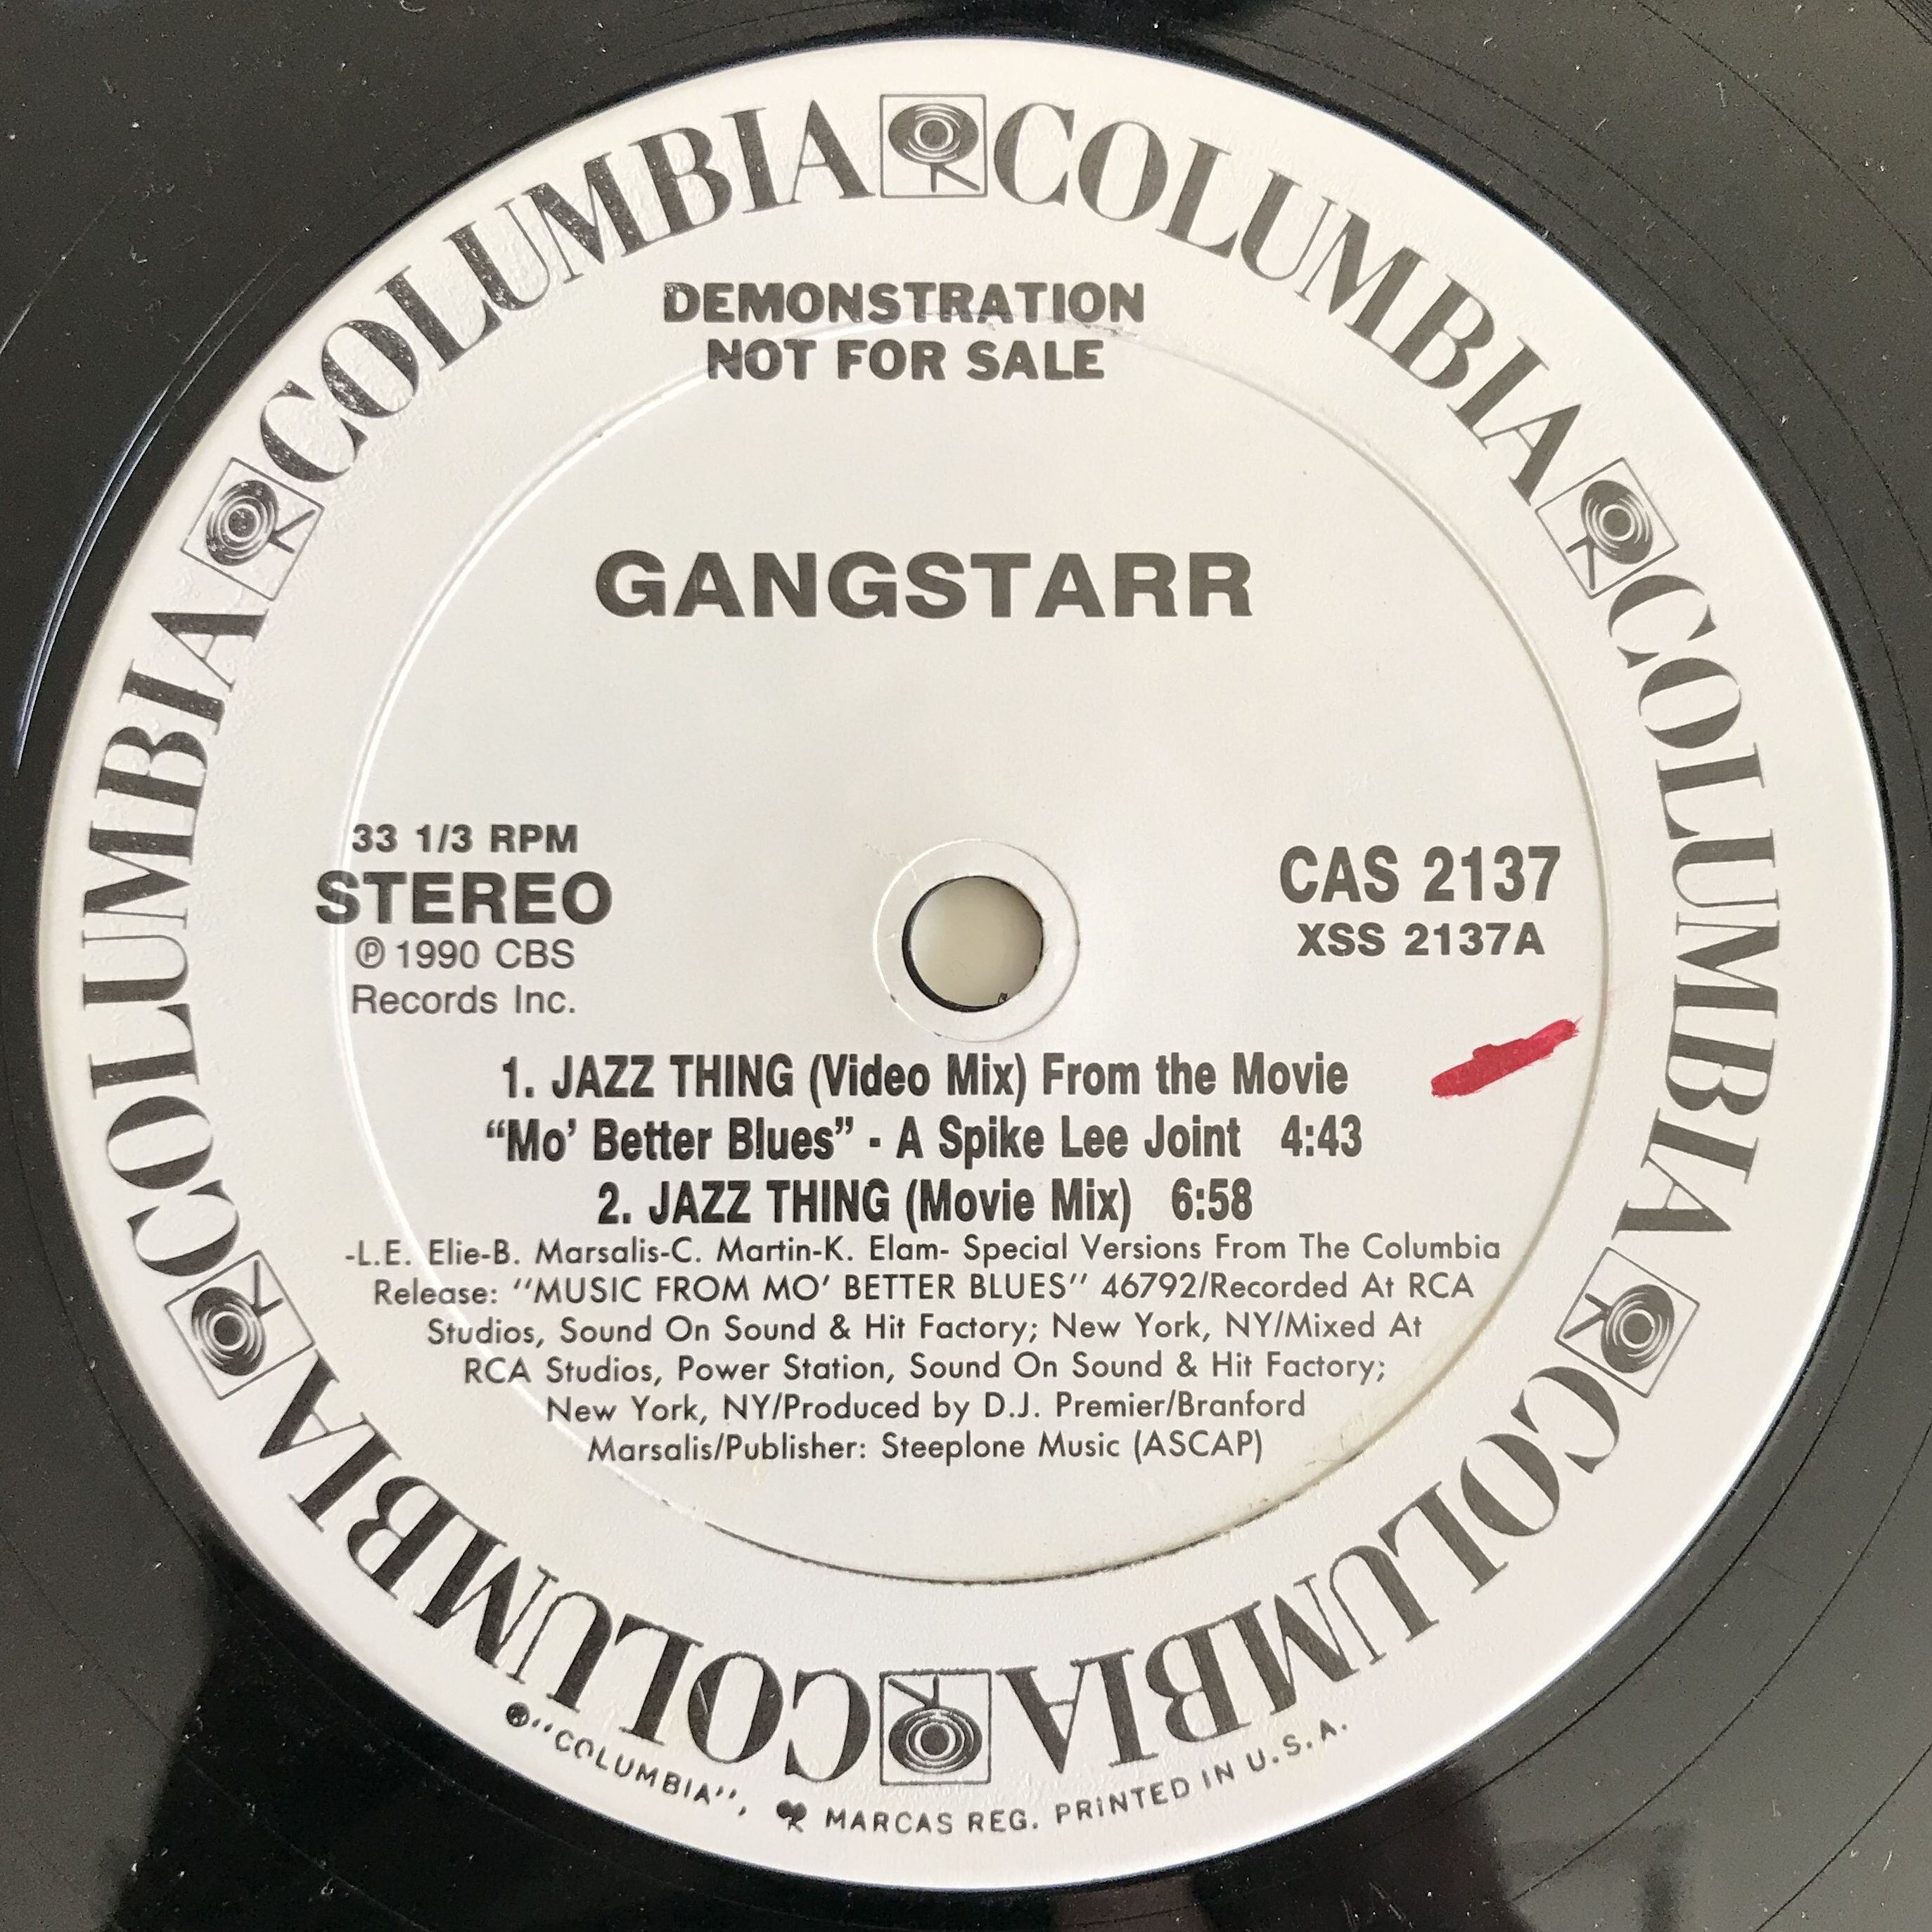 COLUMBIA COLUMBIA COLUMBIA COLUMBIA COLUMBIA COLUMBIA
DEMONSTRATION
NOT FOR SALE
GANGSTARR
33 1/3 RPM
STEREO
℗ 1990 CBS
Records Inc.
CAS 2137
XSS 2137A
1. JAZZ THING (Video Mix) From the Movie
“Mo’ Better Blues” - A Spike Lee Joint 4:43
2. JAZZ THING (Movie Mix) 6:58
-L.E. Elie-B. Marsalis-C. Martin-K. Elam- Special Versions From The Columbia
Release: “MUSIC FROM MO’ BETTER BLUES” 46792/Recorded At RCA
Studios, Sound On Sound & Hit Factory; New York, NY/Mixed At
RCA Studios, Power Station, Sound On Sound & Hit Factory;
New York, NY/Produced by D.J. Premier/Branford
Marsalis/Publisher: Steeplone Music (ASCAP)
® “COLUMBIA”, MARCAS REG. PRINTED IN U.S.A.